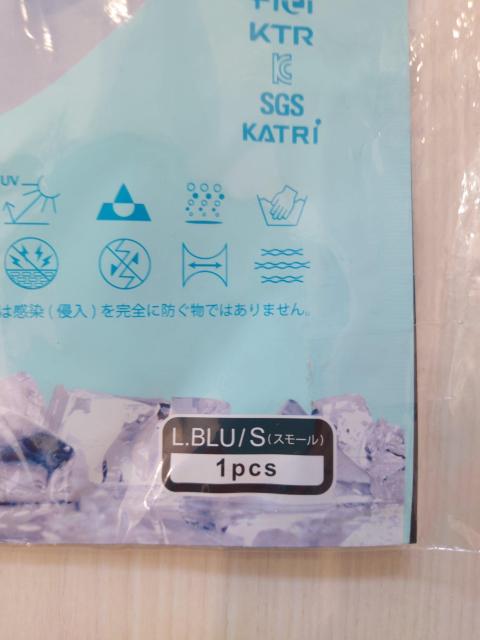 KTR
SGS
KATRi
UV
は感染(侵入)を完全に防ぐ物ではありません。
L.BLU/S(スモール)
1pcs